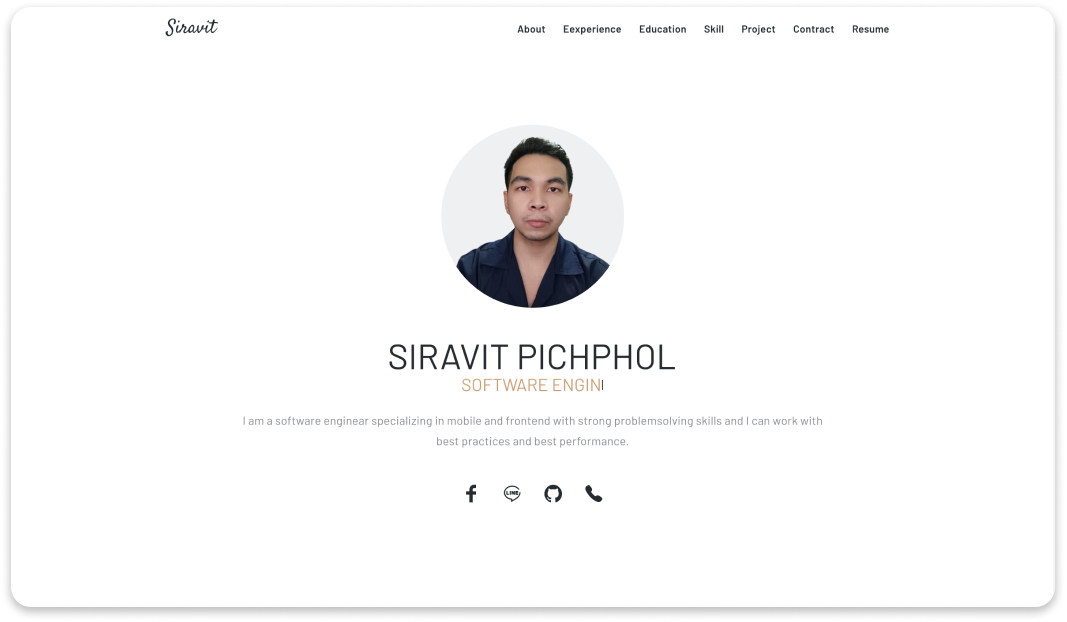 Siravit
About Eexperience Education Skill Project Contract Resume
SIRAVIT PICHPHOL
SOFTWARE ENGIN
I am a software enginear specializing in mobile and frontend with strong problemsolving skills and I can work with
best practices and best performance.
LINE